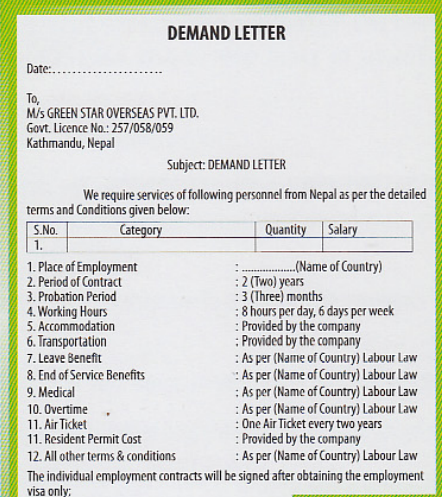 DEMAND LETTER
Date:......................
To,
M/s GREEN STAR OVERSEAS PVT. LTD.
Govt. Licence No.: 257/058/059
Kathmandu, Nepal
Subject: DEMAND LETTER
We require services of following personnel from Nepal as per the detailed
terms and Conditions given below:
S.No. Category Quantity Salary
1.
1. Place of Employment : ...................(Name of Country)
2. Period of Contract : 2 (Two) years
3. Probation Period : 3 (Three) months
4. Working Hours : 8 hours per day, 6 days per week
5. Accommodation : Provided by the company
6. Transportation : Provided by the company
7. Leave Benefit : As per (Name of Country) Labour Law
8. End of Service Benefits : As per (Name of Country) Labour Law
9. Medical : As per (Name of Country) Labour Law
10. Overtime : As per (Name of Country) Labour Law
11. Air Ticket : One Air Ticket every two years
11. Resident Permit Cost : Provided by the company
12. All other terms & conditions : As per (Name of Country) Labour Law
The individual employment contracts will be signed after obtaining the employment
visa only;